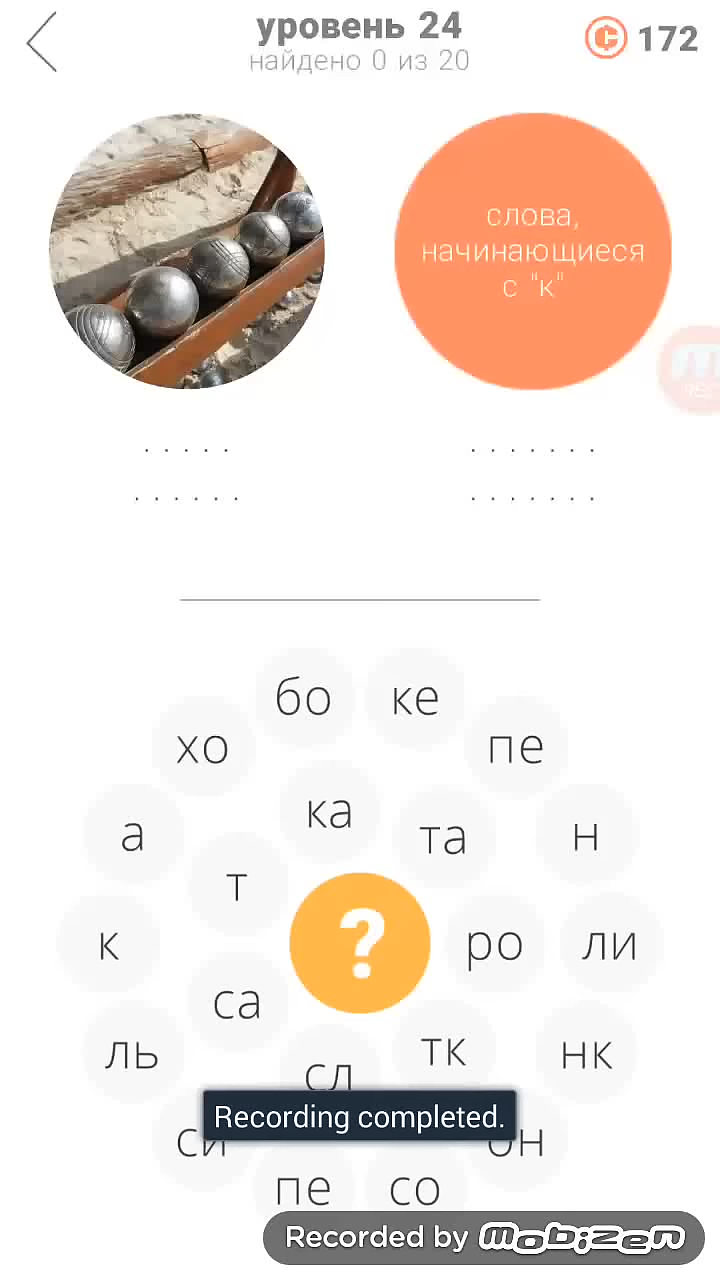 уровень 24
найдено 0 из 20
172
слова,
начинающиеся
с "к"
бо ке
хо пе
ка
а та н
т
?
к ро ли
са
ль тк нк
сл
Recording completed.
си он
пе со
Recorded by mobizen